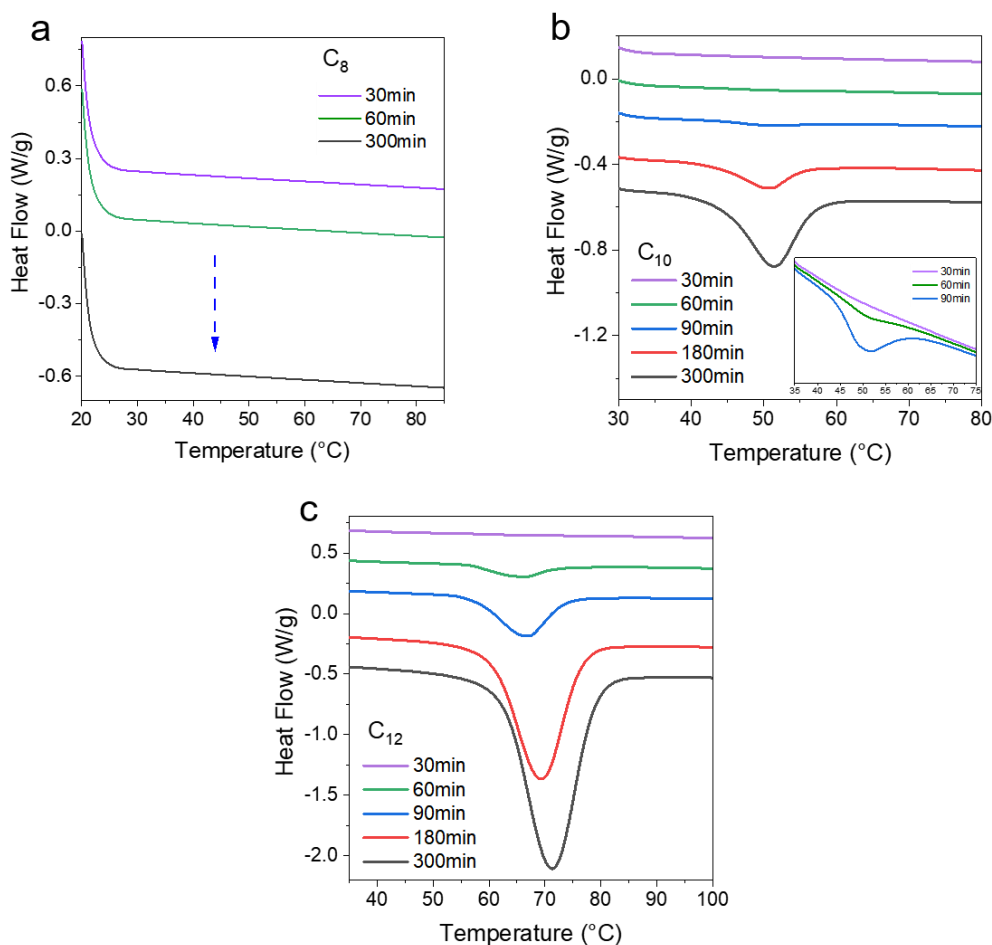 a
C₈
30min
60min
300min
0.6
0.3
0.0
-0.3
-0.6
Heat Flow (W/g)
20 30 40 50 60 70 80
Temperature (°C)
b
0.0
-0.4
-0.8
-1.2
Heat Flow (W/g)
C₁₀
30min
60min
90min
180min
300min
30min
60min
90min
35 40 45 50 55 60 65 70 75
30 40 50 60 70 80
Temperature (°C)
c
0.5
0.0
-0.5
-1.0
-1.5
-2.0
Heat Flow (W/g)
C₁₂
30min
60min
90min
180min
300min
40 50 60 70 80 90 100
Temperature (°C)